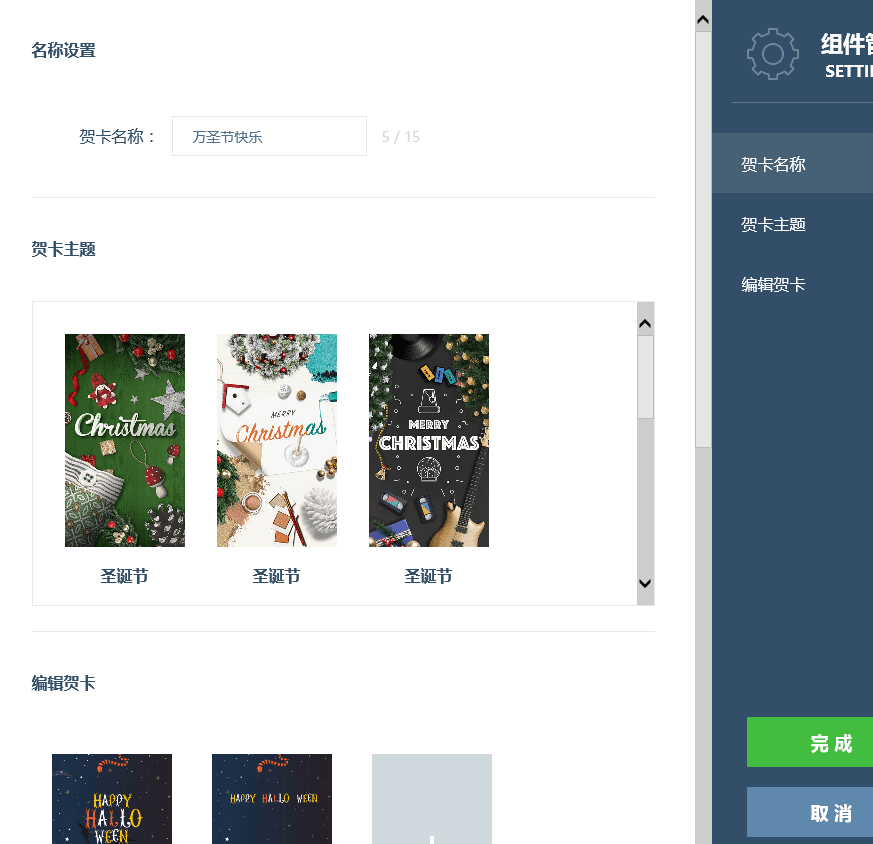 名称设置
贺卡名称：
万圣节快乐
5 / 15
贺卡主题
Christmas
MERRY
Christmas
MERRY
CHRISTMAS
圣诞节
圣诞节
圣诞节
编辑贺卡
HAPPY
HALLO
WEEN
HAPPY HALLO WEEN
组件
SETTI
贺卡名称
贺卡主题
编辑贺卡
完成
取消